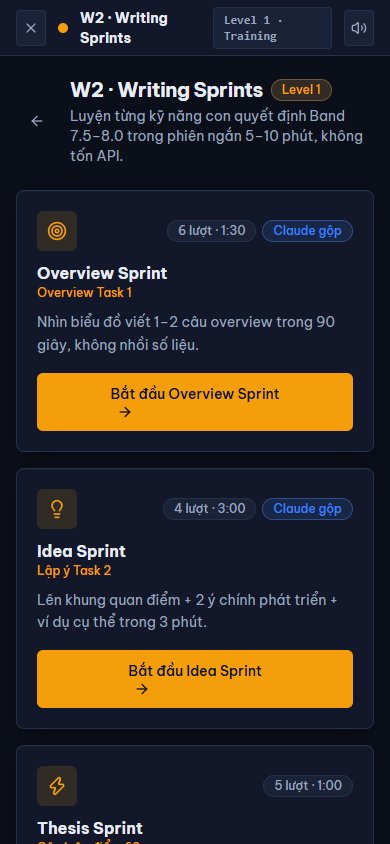 W2 · Writing
Sprints
Level 1 ·
Training
W2 · Writing Sprints
Level 1
Luyện từng kỹ năng con quyết định Band
7.5–8.0 trong phiên ngắn 5–10 phút, không
tốn API.
6 lượt · 1:30
Claude gộp
Overview Sprint
Overview Task 1
Nhìn biểu đồ viết 1–2 câu overview trong 90
giây, không nhồi số liệu.
Bắt đầu Overview Sprint
→
4 lượt · 3:00
Claude gộp
Idea Sprint
Lập ý Task 2
Lên khung quan điểm + 2 ý chính phát triển +
ví dụ cụ thể trong 3 phút.
Bắt đầu Idea Sprint
→
5 lượt · 1:00
Thesis Sprint